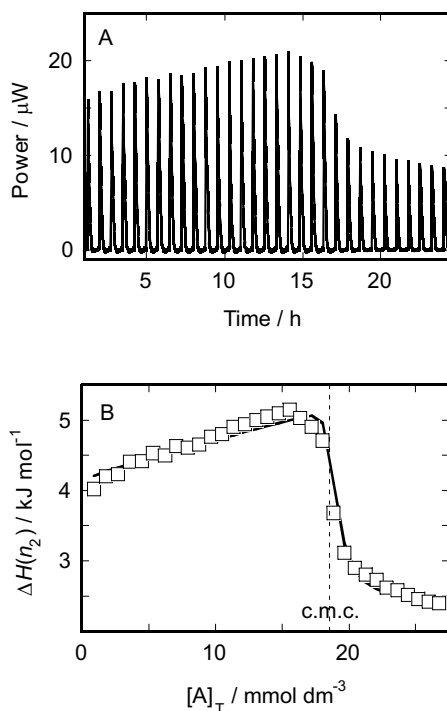 A
20
10
0
Power / μW
5 10 15 20
Time / h
B
5
4
3
ΔH(n₂) / kJ mol⁻¹
c.m.c.
0 10 20
[A]T / mmol dm⁻³